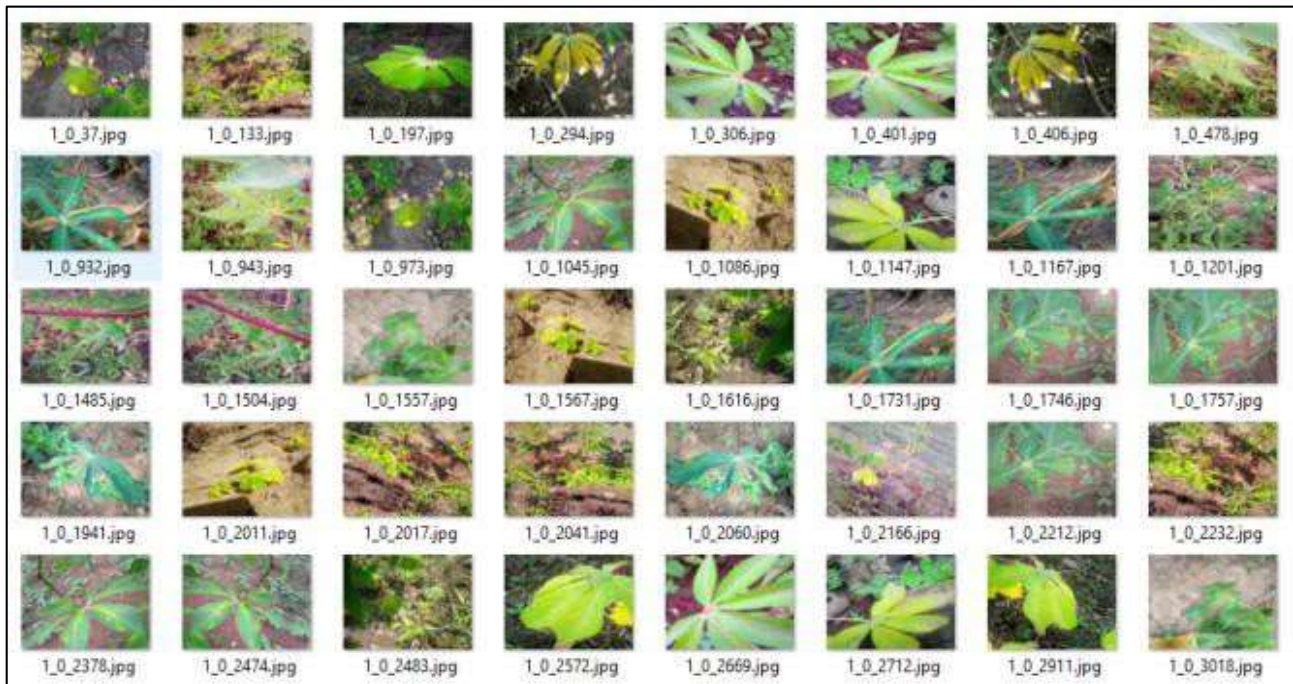 1_0_37.jpg 1_0_133.jpg 1_0_197.jpg 1_0_294.jpg 1_0_306.jpg 1_0_401.jpg 1_0_406.jpg 1_0_478.jpg
1_0_932.jpg 1_0_943.jpg 1_0_973.jpg 1_0_1045.jpg 1_0_1086.jpg 1_0_1147.jpg 1_0_1167.jpg 1_0_1201.jpg
1_0_1485.jpg 1_0_1504.jpg 1_0_1557.jpg 1_0_1567.jpg 1_0_1616.jpg 1_0_1731.jpg 1_0_1746.jpg 1_0_1757.jpg
1_0_1941.jpg 1_0_2011.jpg 1_0_2017.jpg 1_0_2041.jpg 1_0_2060.jpg 1_0_2166.jpg 1_0_2212.jpg 1_0_2232.jpg
1_0_2378.jpg 1_0_2474.jpg 1_0_2483.jpg 1_0_2572.jpg 1_0_2669.jpg 1_0_2712.jpg 1_0_2911.jpg 1_0_3018.jpg